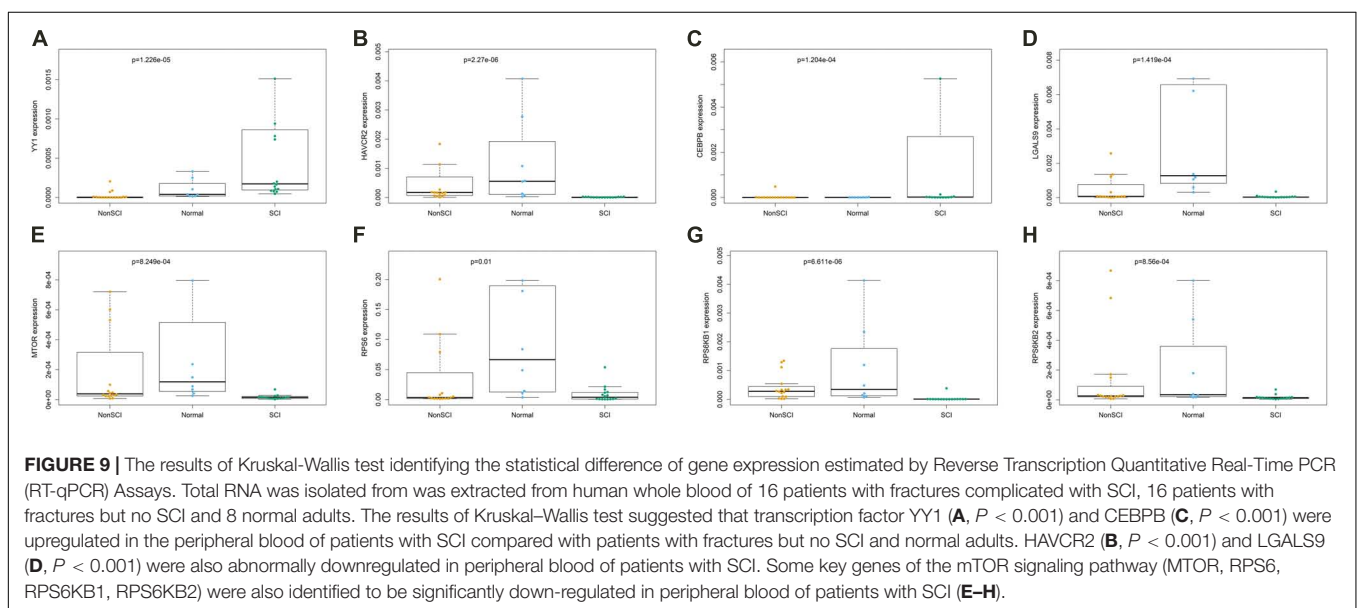 A
p=1.226e-05
YY1 expression
0.0015
0.0010
0.0005
0.0000
NonSCI Normal SCI
B
p=2.27e-06
HAVCR2 expression
0.005
0.004
0.003
0.002
0.001
0.000
NonSCI Normal SCI
C
p=1.204e-04
CEBPB expression
0.006
0.004
0.002
0.000
NonSCI Normal SCI
D
p=1.419e-04
LGALS9 expression
0.008
0.006
0.004
0.002
0.000
NonSCI Normal SCI
E
p=8.249e-04
MTOR expression
8e-04
6e-04
4e-04
2e-04
0e+00
NonSCI Normal SCI
F
p=0.01
RPS6 expression
0.20
0.15
0.10
0.05
0.00
NonSCI Normal SCI
G
p=6.611e-06
RPS6KB1 expression
0.005
0.004
0.003
0.002
0.001
0.000
NonSCI Normal SCI
H
p=8.56e-04
RPS6KB2 expression
8e-04
6e-04
4e-04
2e-04
0e+00
NonSCI Normal SCI
FIGURE 9 | The results of Kruskal-Wallis test identifying the statistical difference of gene expression estimated by Reverse Transcription Quantitative Real-Time PCR
(RT-qPCR) Assays. Total RNA was isolated from was extracted from human whole blood of 16 patients with fractures complicated with SCI, 16 patients with
fractures but no SCI and 8 normal adults. The results of Kruskal–Wallis test suggested that transcription factor YY1 (A, P < 0.001) and CEBPB (C, P < 0.001) were
upregulated in the peripheral blood of patients with SCI compared with patients with fractures but no SCI and normal adults. HAVCR2 (B, P < 0.001) and LGALS9
(D, P < 0.001) were also abnormally downregulated in peripheral blood of patients with SCI. Some key genes of the mTOR signaling pathway (MTOR, RPS6,
RPS6KB1, RPS6KB2) were also identified to be significantly down-regulated in peripheral blood of patients with SCI (E–H).